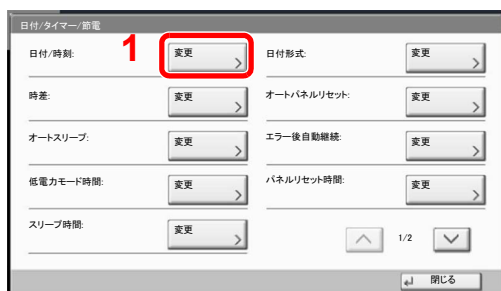 日付/タイマー/節電
日付/時刻: 1 変更 日付形式: 変更
時差: 変更 オートパネルリセット: 変更
オートスリープ: 変更 エラー後自動継続: 変更
低電力モード時間: 変更 パネルリセット時間: 変更
スリープ時間: 変更 1/2
閉じる